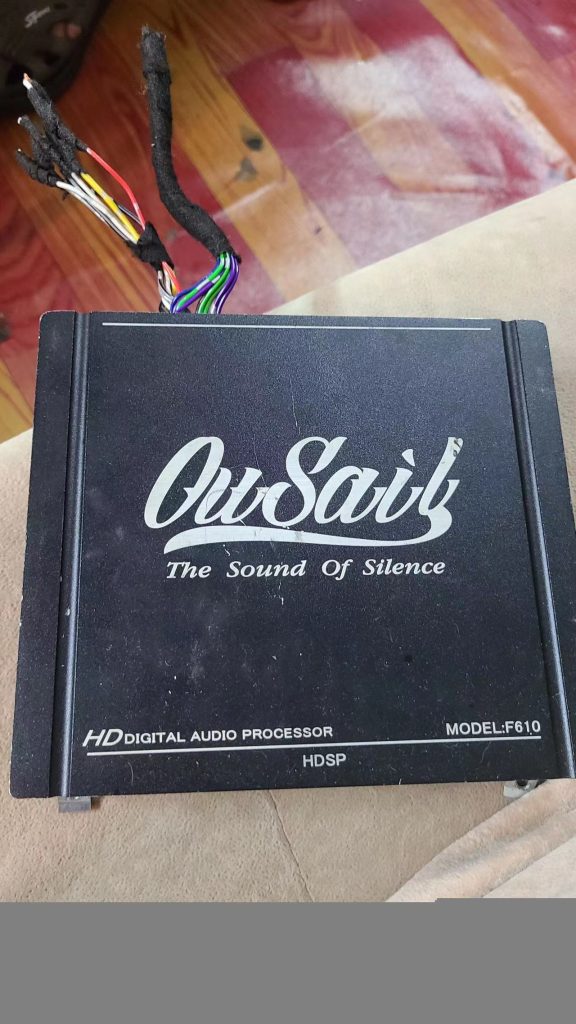 OuSail
The Sound Of Silence
HD DIGITAL AUDIO PROCESSOR
MODEL:F610
HDSP